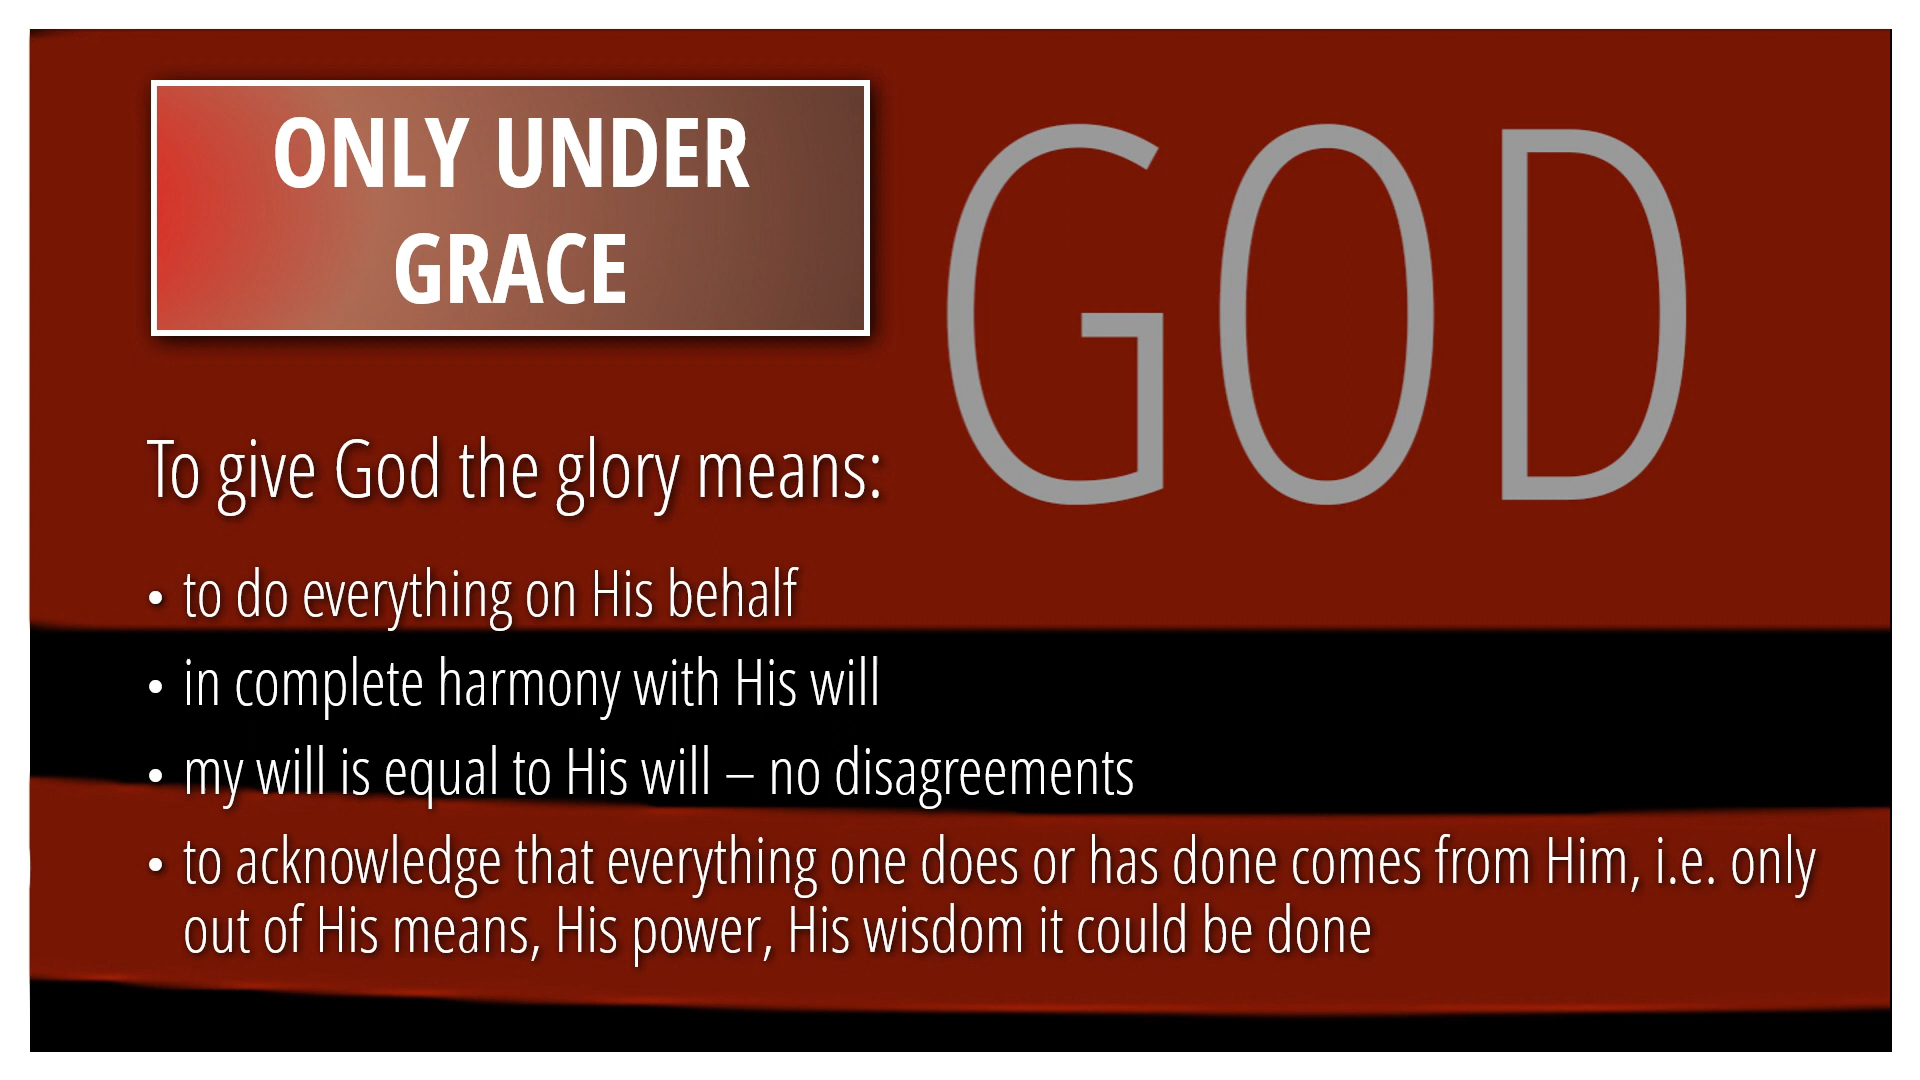 ONLY UNDER
GRACE
GOD
To give God the glory means:
• to do everything on His behalf
• in complete harmony with His will
• my will is equal to His will – no disagreements
• to acknowledge that everything one does or has done comes from Him, i.e. only
out of His means, His power, His wisdom it could be done